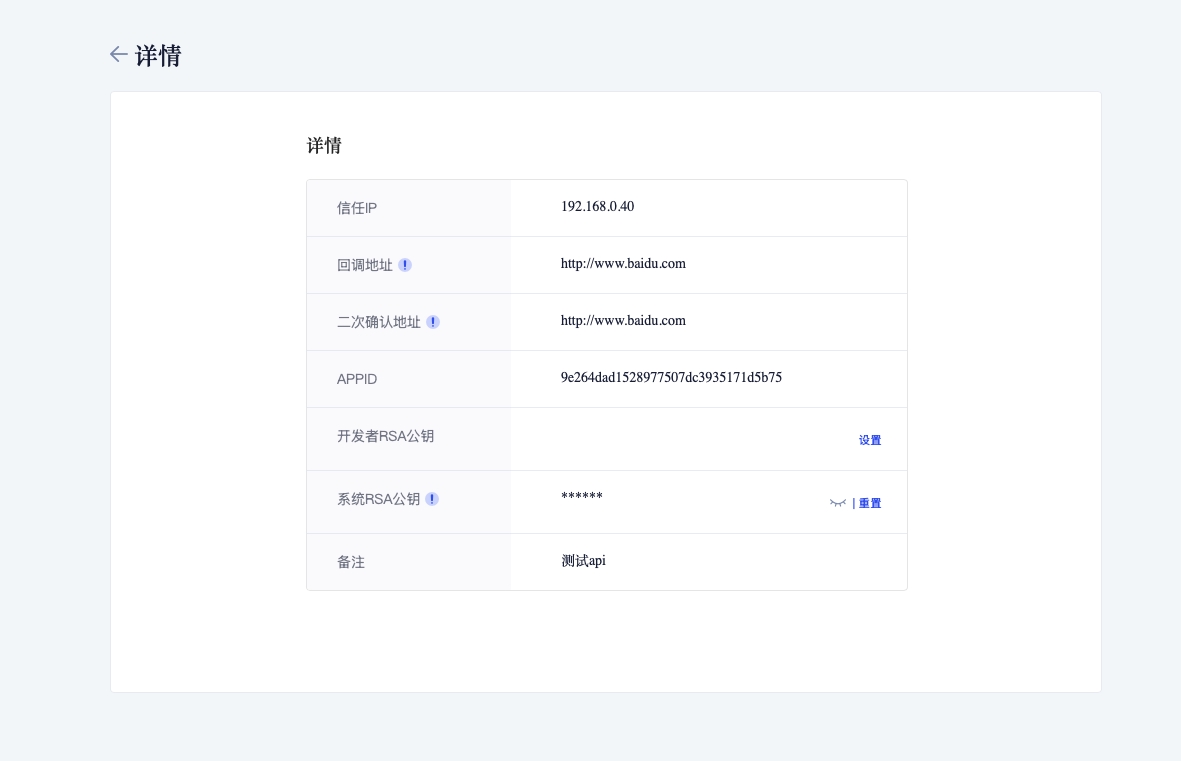 详情
详情
信任IP 192.168.0.40
回调地址 http://www.baidu.com
二次确认地址 http://www.baidu.com
APPID 9e264dad1528977507dc3935171d5b75
开发者RSA公钥 设置
系统RSA公钥 ****** | 重置
备注 测试api